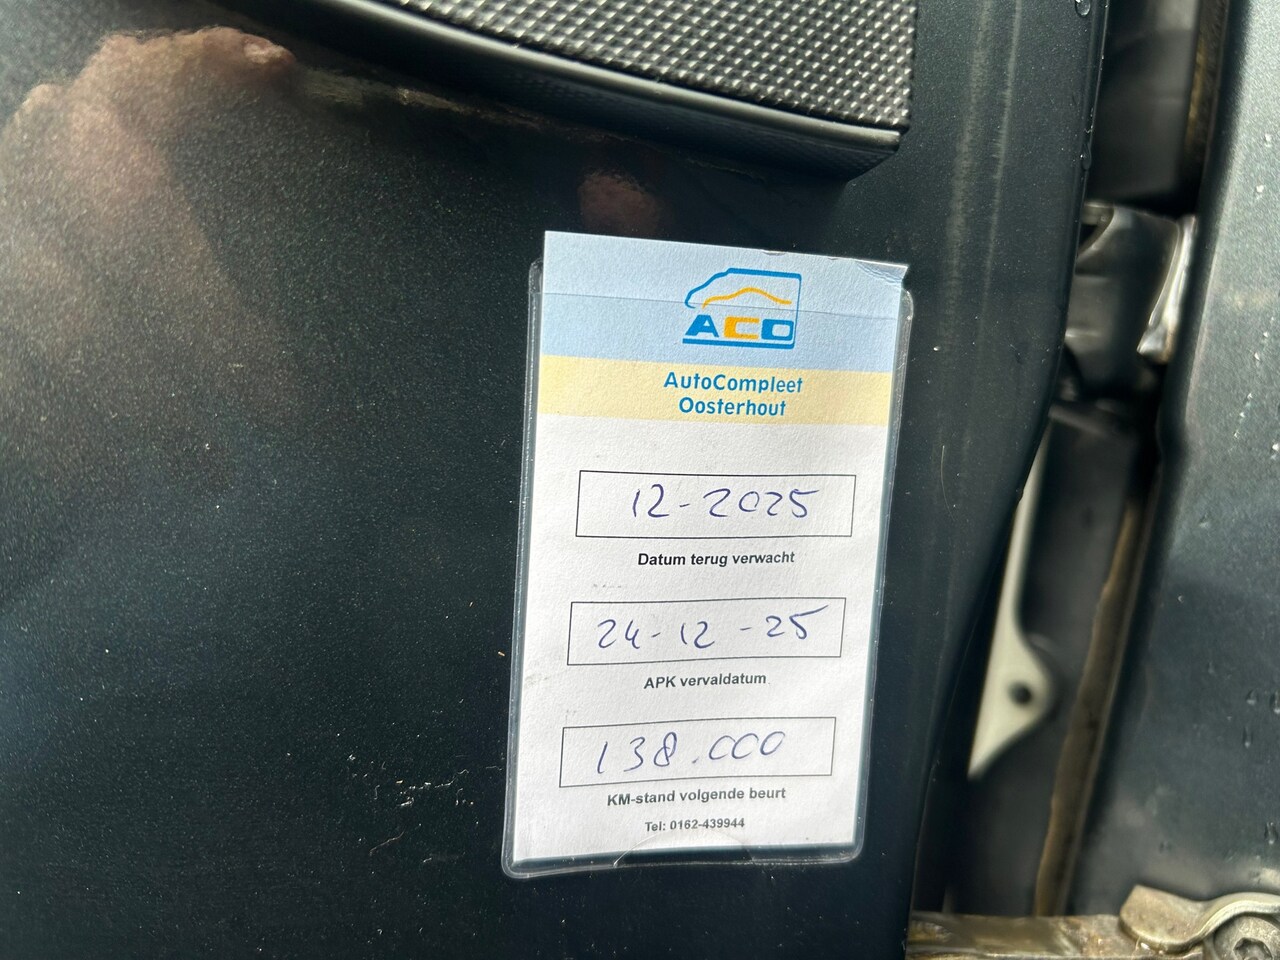 ACO
AutoCompleet
Oosterhout
12-2025
Datum terug verwacht
24-12-25
APK vervaldatum
138.000
KM-stand volgende beurt
Tel: 0162-439944